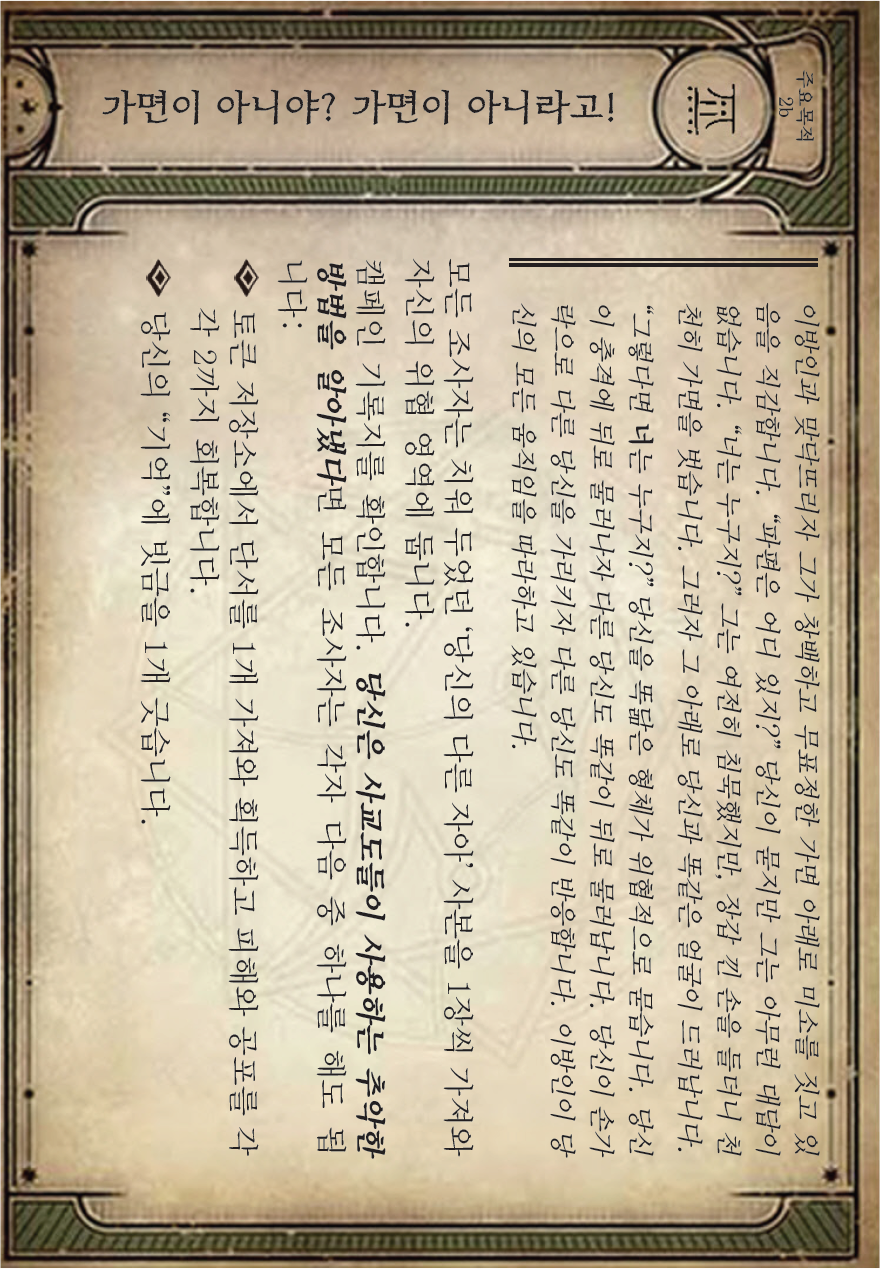 주요목적
2b
가면이 아니야? 가면이 아니라고!
이방인과 맞닥뜨리자 그가 창백하고 무표정한 가면 아래로 미소를 짓고 있
음을 직감합니다. “파편은 어디 있지?” 당신이 묻지만 그는 아무런 대답이
없습니다. “너는 누구지?” 그는 여전히 침묵했지만, 장갑 낀 손을 들더니 천
천히 가면을 벗습니다. 그러자 그 아래로 당신과 똑같은 얼굴이 드러납니다.
“그렇다면 너는 누구지?” 당신을 똑 닮은 형체가 위협적으로 묻습니다. 당신
이 충격에 뒤로 물러나자 다른 당신도 똑같이 뒤로 물러납니다. 당신이 손가
락으로 다른 당신을 가리키자 다른 당신도 똑같이 반응합니다. 이방인이 당
신의 모든 움직임을 따라하고 있습니다.
모든 조사자는 치워 두었던 ‘당신의 다른 자아’ 사본을 1장씩 가져와
자신의 위협 영역에 둡니다.
캠페인 기록지를 확인합니다. 당신은 사교도들이 사용하는 추악한
방법을 알아냈다면 모든 조사자는 각자 다음 중 하나를 해도 됩
니다:
토큰 저장소에서 단서를 1개 가져와 획득하고 피해와 공포를 각
각 2까지 회복합니다.
당신의 “기억”에 빗금을 1개 긋습니다.